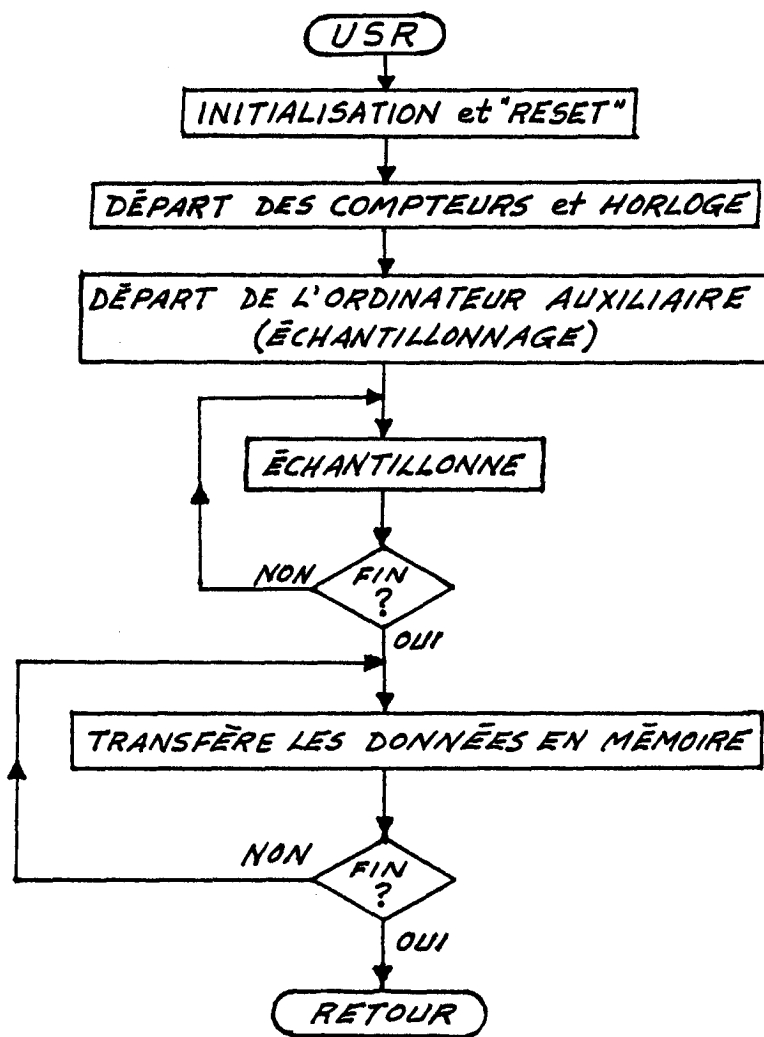 USR
INITIALISATION et "RESET"
DÉPART DES COMPTEURS et HORLOGE
DÉPART DE L'ORDINATEUR AUXILIAIRE
(ÉCHANTILLONNAGE)
ÉCHANTILLONNE
NON
FIN
?
OUI
TRANSFÈRE LES DONNÉES EN MÉMOIRE
NON
FIN
?
OUI
RETOUR